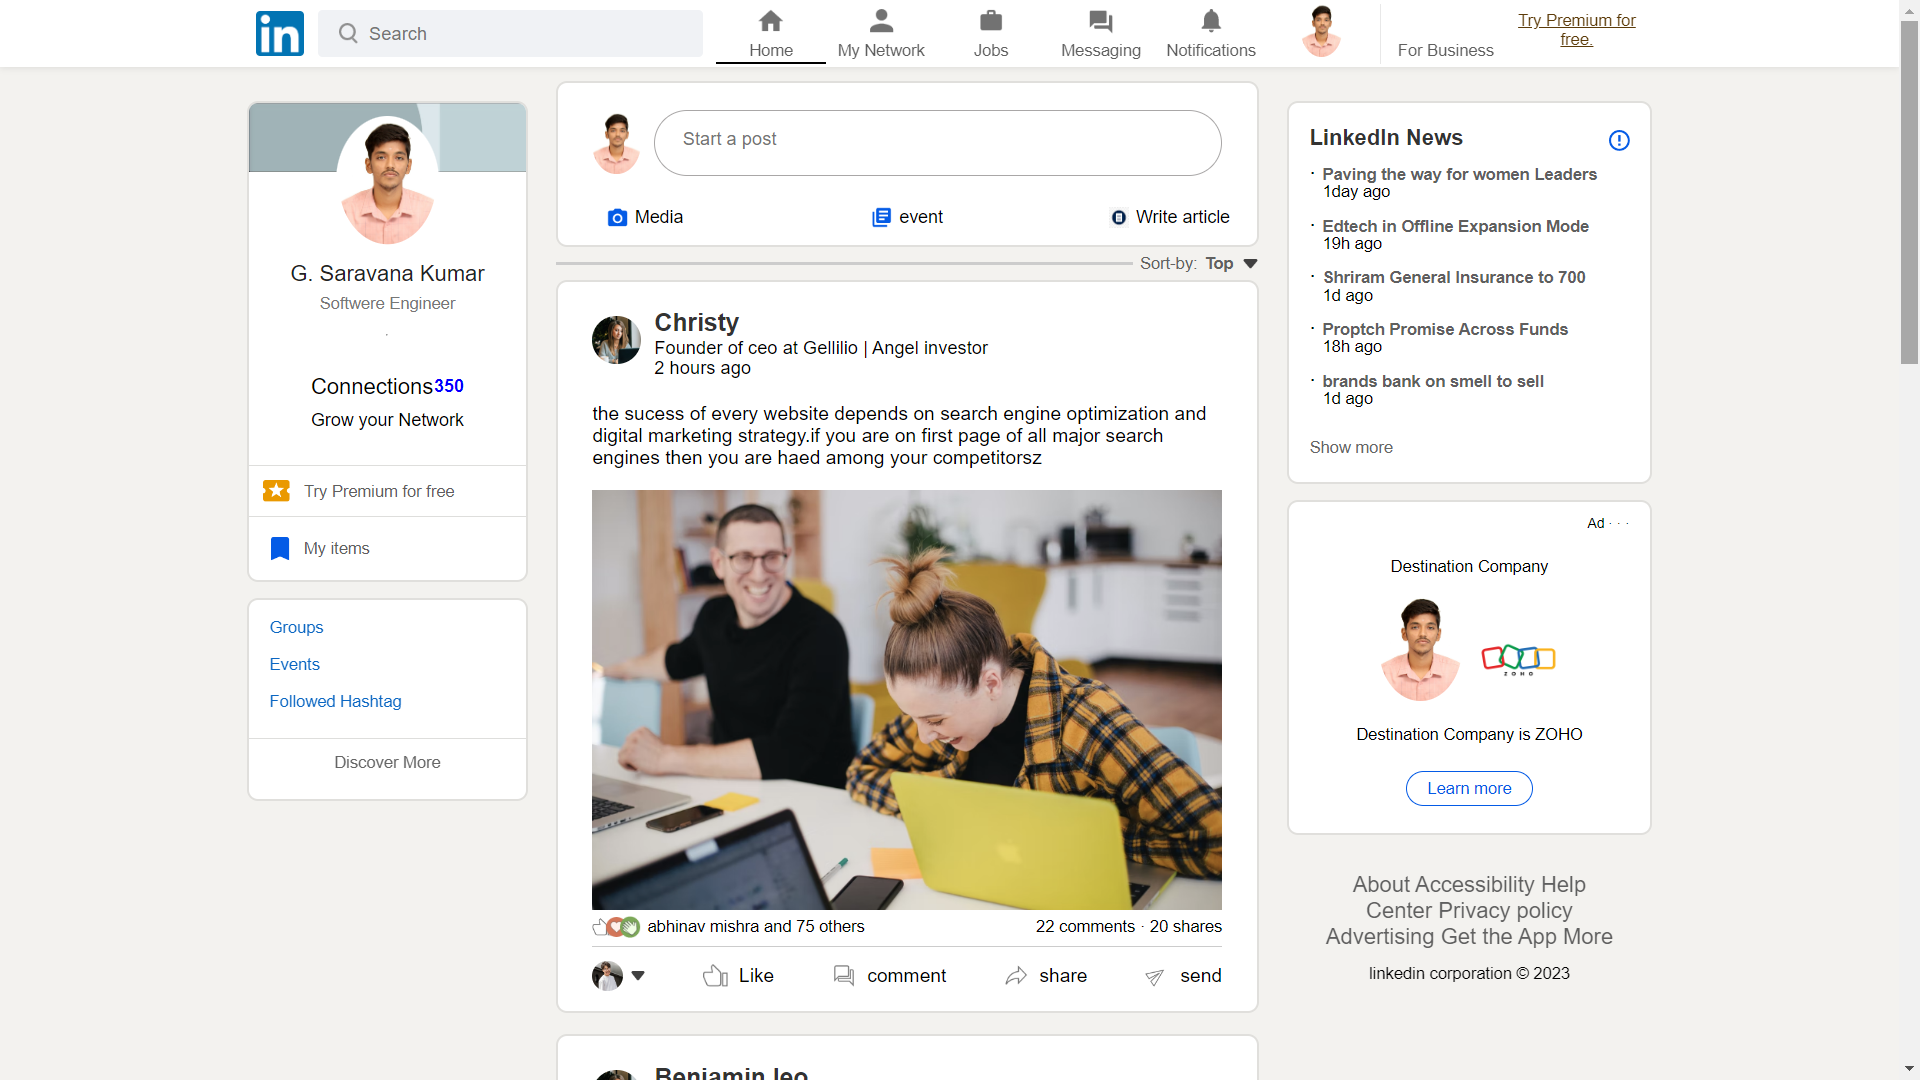 in
Search
Home
My Network
Jobs
Messaging
Notifications
For Business
Try Premium for
free.
G. Saravana Kumar
Softwere Engineer
.
Connections350
Grow your Network
Try Premium for free
My items
Groups
Events
Followed Hashtag
Discover More
Start a post
Media
event
Write article
Sort-by: Top
Christy
Founder of ceo at Gellilio | Angel investor
2 hours ago
the sucess of every website depends on search engine optimization and
digital marketing strategy.if you are on first page of all major search
engines then you are haed among your competitorsz
abhinav mishra and 75 others
22 comments · 20 shares
Like
comment
share
send
Benjamin leo
LinkedIn News
· Paving the way for women Leaders
1day ago
· Edtech in Offline Expansion Mode
19h ago
· Shriram General Insurance to 700
1d ago
· Proptch Promise Across Funds
18h ago
· brands bank on smell to sell
1d ago
Show more
Ad · · ·
Destination Company
ZOHO
Destination Company is ZOHO
Learn more
About Accessibility Help
Center Privacy policy
Advertising Get the App More
linkedin corporation © 2023